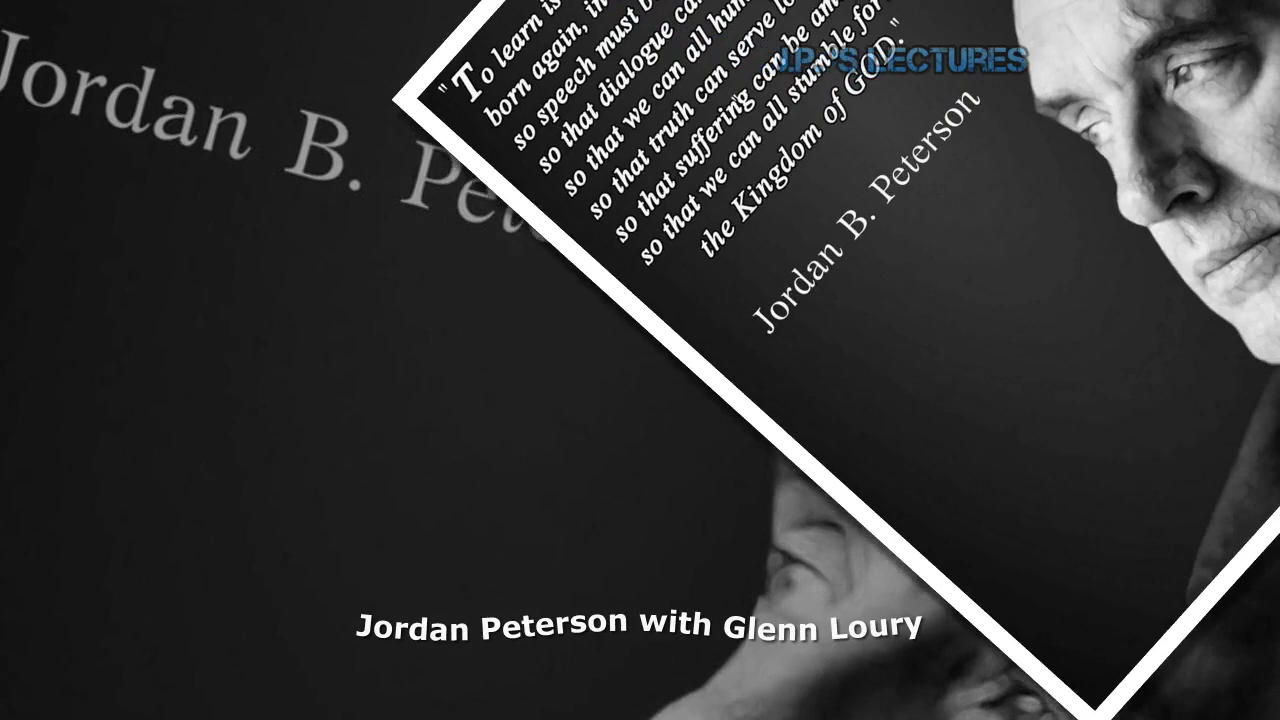 Jordan B.
"To learn is
born again, in
so speech must b
so that dialogue ca
so that we can all hum
so that truth can serve lo
so that suffering can be am
so that we can all stumble for
the Kingdom of GOD."
J.P.'S LECTURES
Jordan B. Peterson
Jordan Peterson with Glenn Loury